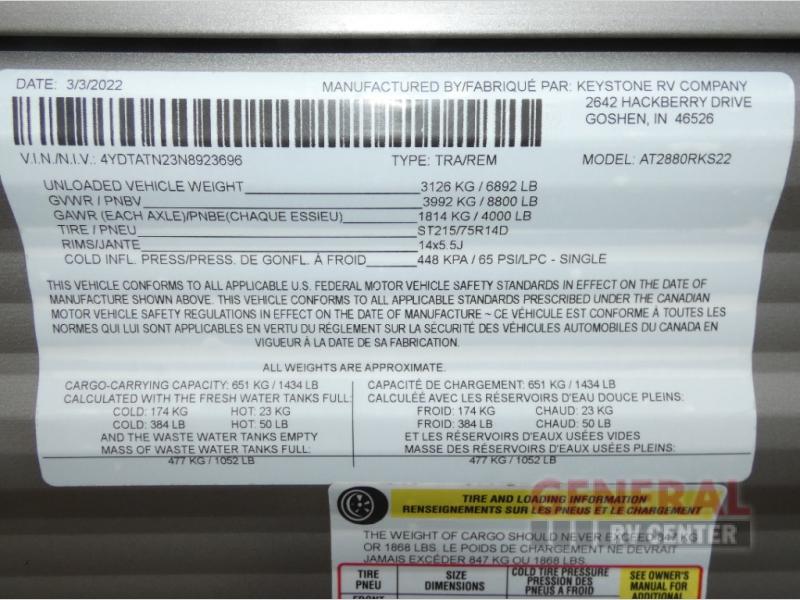 DATE: 3/3/2022
MANUFACTURED BY/FABRIQUÉ PAR: KEYSTONE RV COMPANY
2642 HACKBERRY DRIVE
GOSHEN, IN 46526
V.I.N./N.I.V.: 4YDTATN23N8923696 TYPE: TRA/REM MODEL: AT2880RKS22
UNLOADED VEHICLE WEIGHT 3126 KG / 6892 LB
GVWR / PNBV 3992 KG / 8800 LB
GAWR (EACH AXLE)/PNBE(CHAQUE ESSIEU) 1814 KG / 4000 LB
TIRE / PNEU ST215/75R14D
RIMS/JANTE 14x5.5J
COLD INFL. PRESS/PRESS. DE GONFL. À FROID 448 KPA / 65 PSI/LPC - SINGLE
THIS VEHICLE CONFORMS TO ALL APPLICABLE U.S. FEDERAL MOTOR VEHICLE SAFETY STANDARDS IN EFFECT ON THE DATE OF
MANUFACTURE SHOWN ABOVE. THIS VEHICLE CONFORMS TO ALL APPLICABLE STANDARDS PRESCRIBED UNDER THE CANADIAN
MOTOR VEHICLE SAFETY REGULATIONS IN EFFECT ON THE DATE OF MANUFACTURE ~ CE VÉHICULE EST CONFORME À TOUTES LES
NORMES QUI LUI SONT APPLICABLES EN VERTU DU RÉGLEMENT SUR LA SÉCURITÉ DES VÉHICULES AUTOMOBILES DU CANADA EN
VIGUEUR À LA DATE DE SA FABRICATION.
ALL WEIGHTS ARE APPROXIMATE.
CARGO-CARRYING CAPACITY: 651 KG / 1434 LB
CALCULATED WITH THE FRESH WATER TANKS FULL:
COLD: 174 KG HOT: 23 KG
COLD: 384 LB HOT: 50 LB
AND THE WASTE WATER TANKS EMPTY
MASS OF WASTE WATER TANKS FULL:
477 KG / 1052 LB
CAPACITÉ DE CHARGEMENT: 651 KG / 1434 LB
CALCULÉE AVEC LES RÉSERVOIRS D'EAU DOUCE PLEINS:
FROID: 174 KG CHAUD: 23 KG
FROID: 384 LB CHAUD: 50 LB
ET LES RÉSERVOIRS D'EAUX USÉES VIDES
MASSE DES RÉSERVOIRS D'EAUX USÉES PLEINS:
477 KG / 1052 LB
TIRE AND LOADING INFORMATION
RENSEIGNEMENTS SUR LES PNEUS ET LE CHARGEMENT
THE WEIGHT OF CARGO SHOULD NEVER EXCEED 847 KG
OR 1868 LBS. LE POIDS DE CHARGEMENT NE DEVRAIT
JAMAIS EXCÉDER 847 KG OU 1868 LBS.
TIRE
PNEU
SIZE
DIMENSIONS
COLD TIRE PRESSURE
PRESSION DES
PNEUS A FROID
SEE OWNER'S
MANUAL FOR
ADDITIONAL
FRONT
GENERAL
RV CENTER